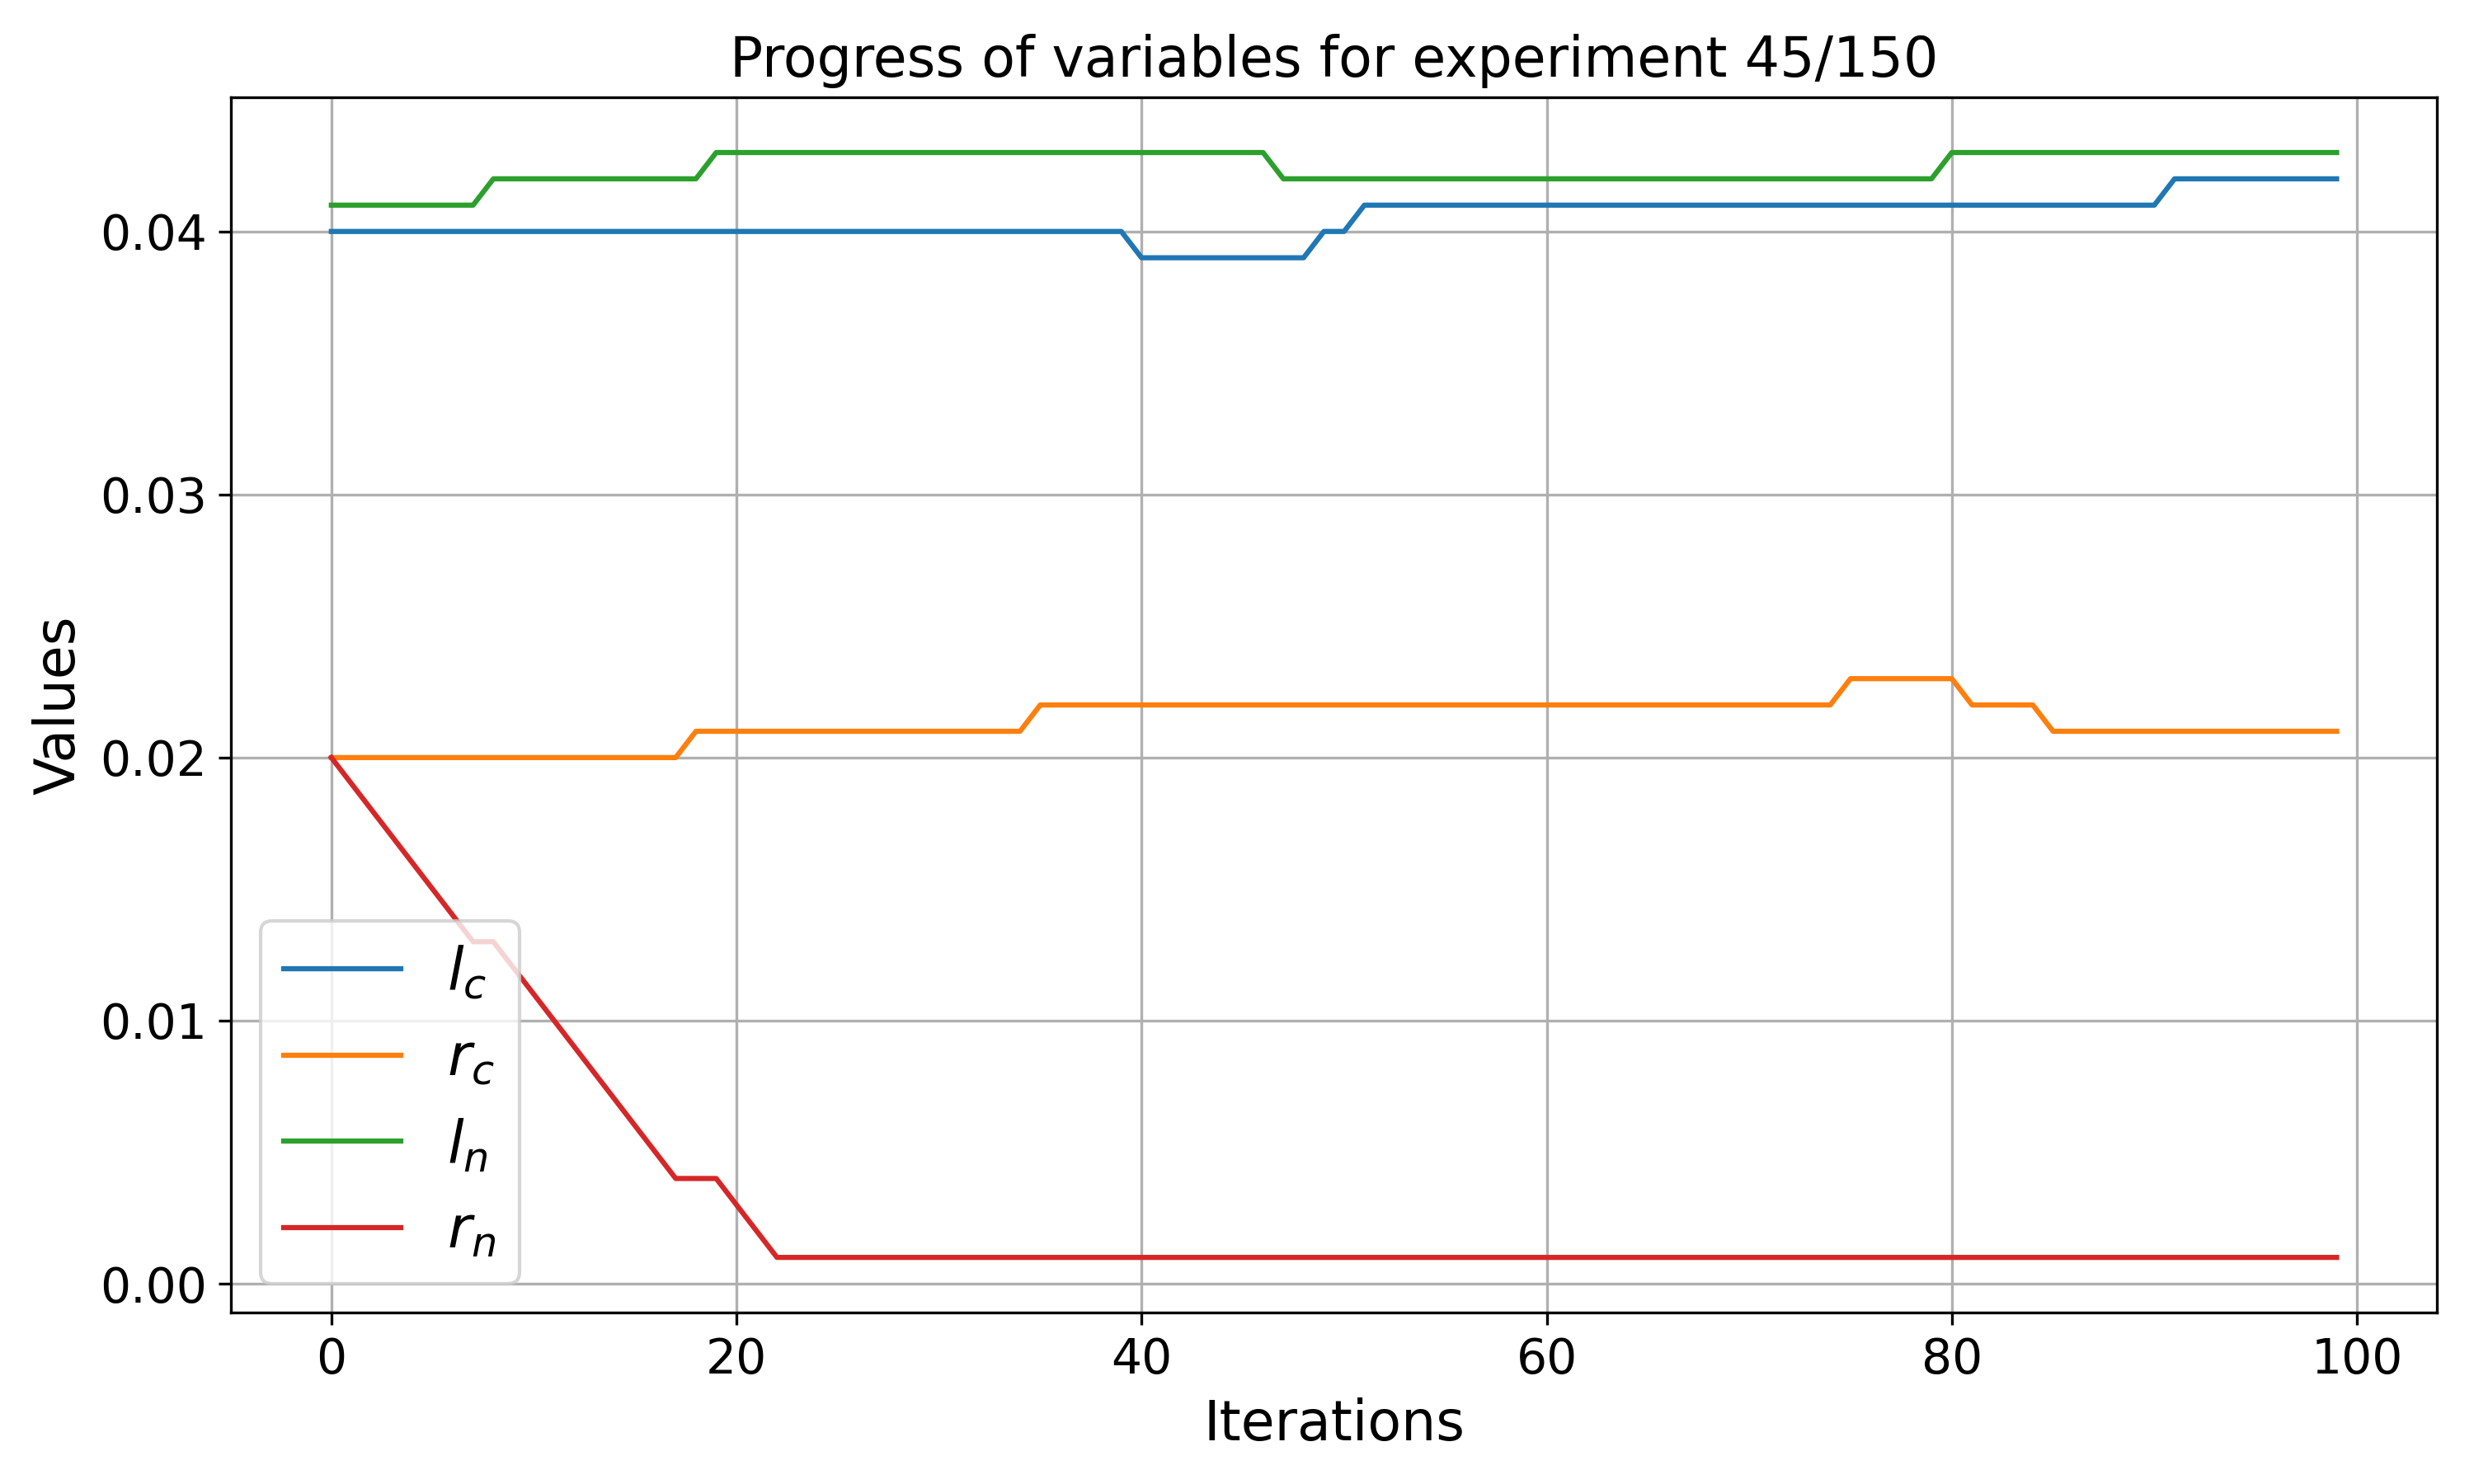 Progress of variables for experiment 45/150
Values
0.04
0.03
0.02
0.01
0.00
l_c
r_c
l_n
r_n
0 20 40 60 80 100
Iterations